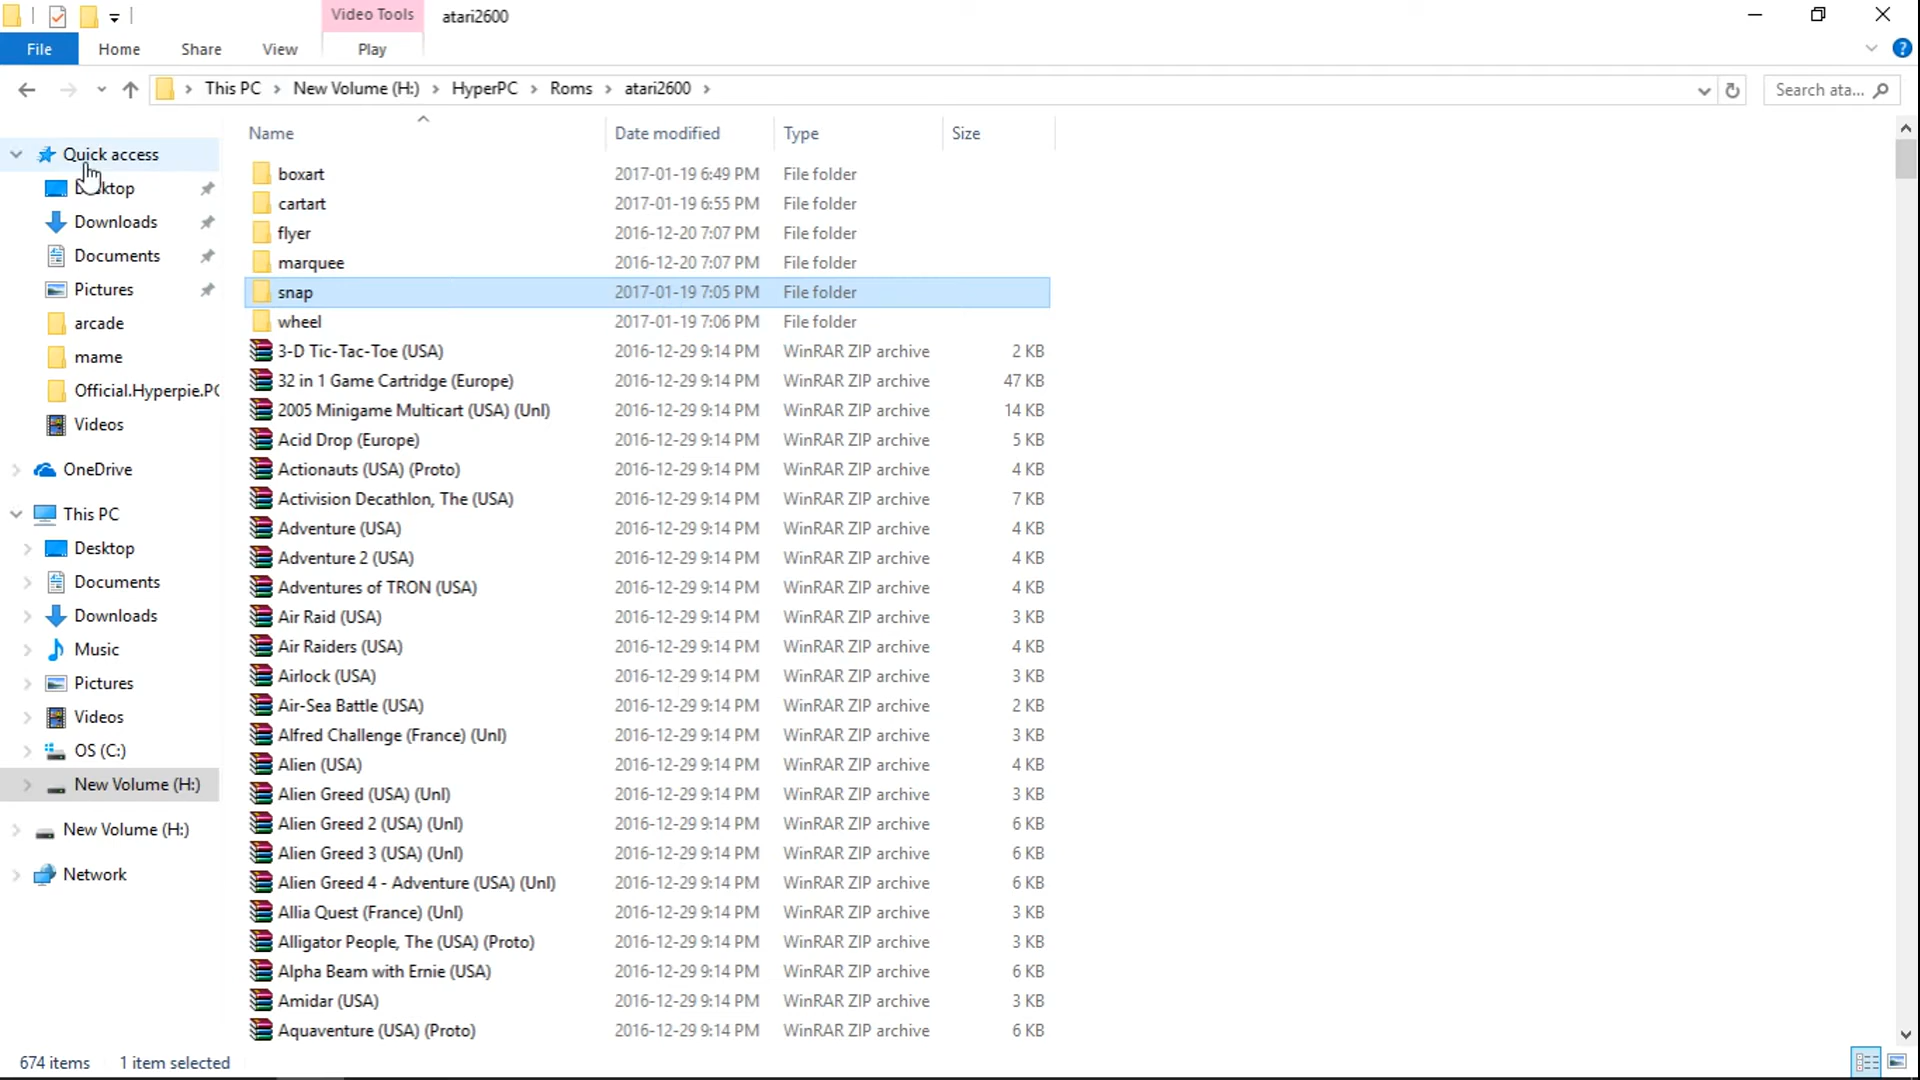 Video Tools
atari2600
File
Home
Share
View
Play
This PC
New Volume (H:)
HyperPC
Roms
atari2600
Search ata...
Name
Date modified
Type
Size
Quick access
Desktop
Downloads
Documents
Pictures
arcade
mame
Official.Hyperpie.PC
Videos
OneDrive
This PC
Desktop
Documents
Downloads
Music
Pictures
Videos
OS (C:)
New Volume (H:)
New Volume (H:)
Network
boxart 2017-01-19 6:49 PM File folder
cartart 2017-01-19 6:55 PM File folder
flyer 2016-12-20 7:07 PM File folder
marquee 2016-12-20 7:07 PM File folder
snap 2017-01-19 7:05 PM File folder
wheel 2017-01-19 7:06 PM File folder
3-D Tic-Tac-Toe (USA) 2016-12-29 9:14 PM WinRAR ZIP archive 2 KB
32 in 1 Game Cartridge (Europe) 2016-12-29 9:14 PM WinRAR ZIP archive 47 KB
2005 Minigame Multicart (USA) (Unl) 2016-12-29 9:14 PM WinRAR ZIP archive 14 KB
Acid Drop (Europe) 2016-12-29 9:14 PM WinRAR ZIP archive 5 KB
Actionauts (USA) (Proto) 2016-12-29 9:14 PM WinRAR ZIP archive 4 KB
Activision Decathlon, The (USA) 2016-12-29 9:14 PM WinRAR ZIP archive 7 KB
Adventure (USA) 2016-12-29 9:14 PM WinRAR ZIP archive 4 KB
Adventure 2 (USA) 2016-12-29 9:14 PM WinRAR ZIP archive 4 KB
Adventures of TRON (USA) 2016-12-29 9:14 PM WinRAR ZIP archive 4 KB
Air Raid (USA) 2016-12-29 9:14 PM WinRAR ZIP archive 3 KB
Air Raiders (USA) 2016-12-29 9:14 PM WinRAR ZIP archive 4 KB
Airlock (USA) 2016-12-29 9:14 PM WinRAR ZIP archive 3 KB
Air-Sea Battle (USA) 2016-12-29 9:14 PM WinRAR ZIP archive 2 KB
Alfred Challenge (France) (Unl) 2016-12-29 9:14 PM WinRAR ZIP archive 3 KB
Alien (USA) 2016-12-29 9:14 PM WinRAR ZIP archive 4 KB
Alien Greed (USA) (Unl) 2016-12-29 9:14 PM WinRAR ZIP archive 3 KB
Alien Greed 2 (USA) (Unl) 2016-12-29 9:14 PM WinRAR ZIP archive 6 KB
Alien Greed 3 (USA) (Unl) 2016-12-29 9:14 PM WinRAR ZIP archive 6 KB
Alien Greed 4 - Adventure (USA) (Unl) 2016-12-29 9:14 PM WinRAR ZIP archive 6 KB
Allia Quest (France) (Unl) 2016-12-29 9:14 PM WinRAR ZIP archive 3 KB
Alligator People, The (USA) (Proto) 2016-12-29 9:14 PM WinRAR ZIP archive 3 KB
Alpha Beam with Ernie (USA) 2016-12-29 9:14 PM WinRAR ZIP archive 6 KB
Amidar (USA) 2016-12-29 9:14 PM WinRAR ZIP archive 3 KB
Aquaventure (USA) (Proto) 2016-12-29 9:14 PM WinRAR ZIP archive 6 KB
674 items
1 item selected